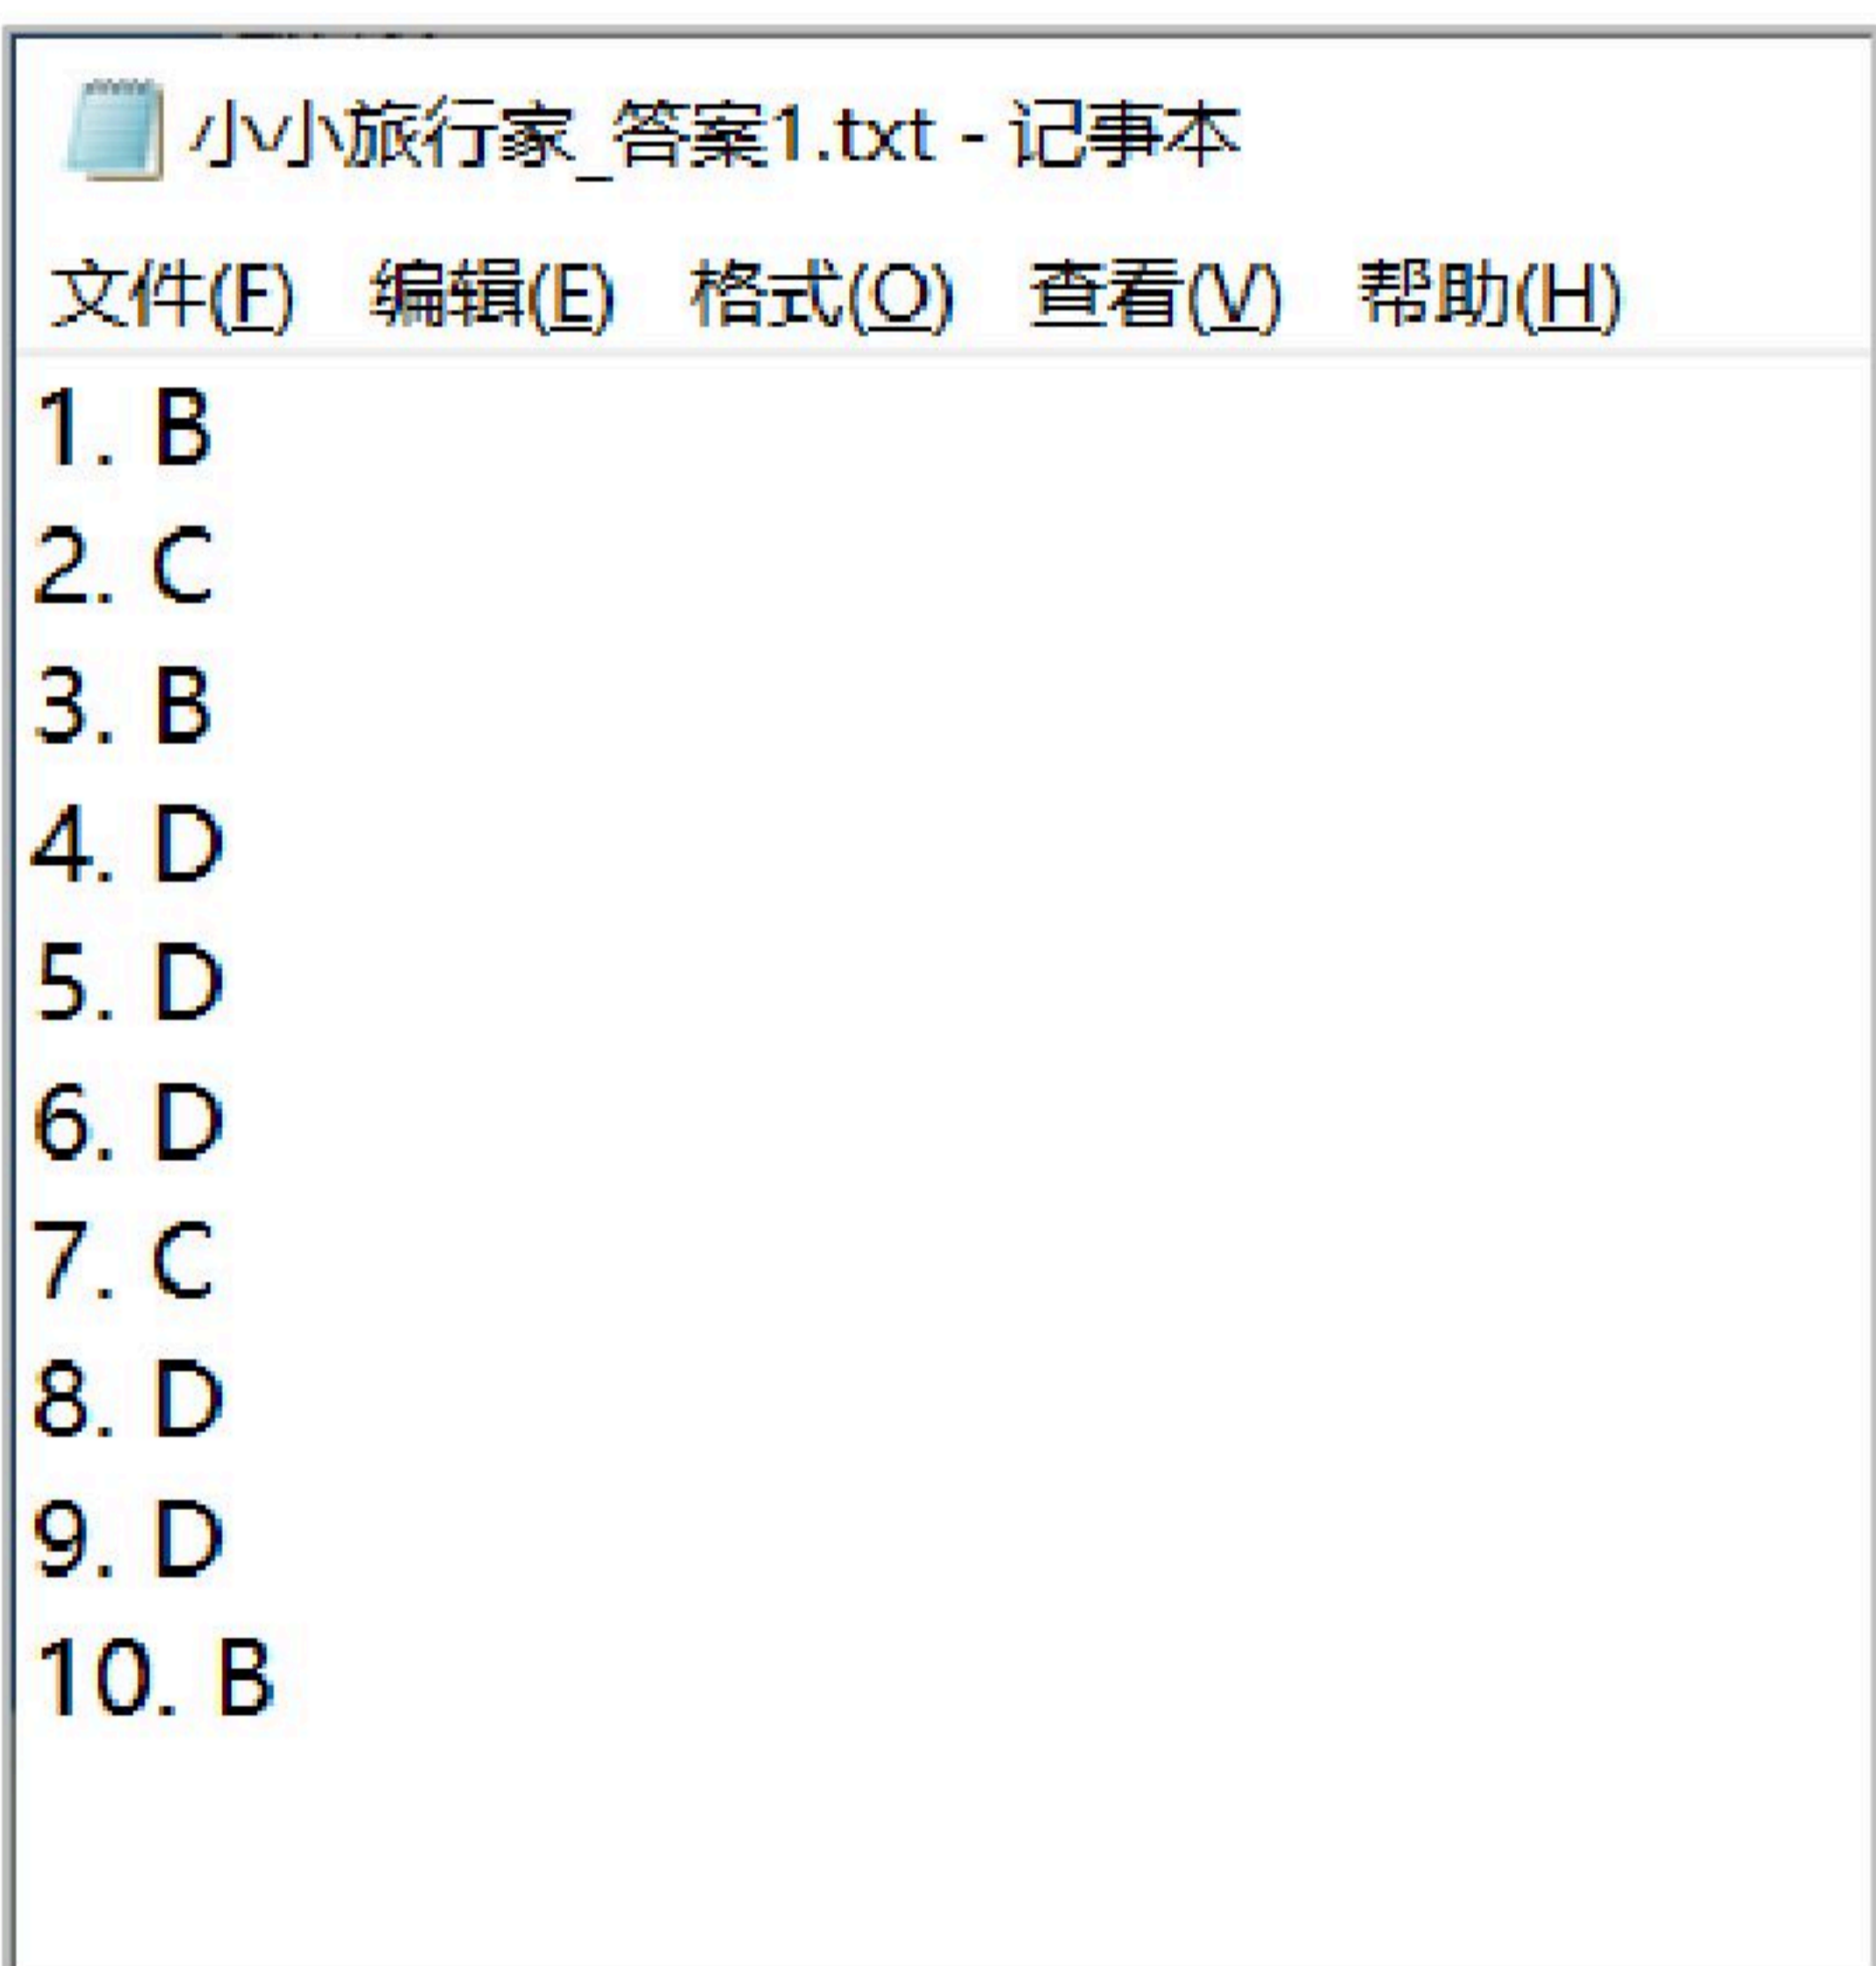 小小旅行家_答案1.txt - 记事本
文件(F) 编辑(E) 格式(O) 查看(V) 帮助(H)
1. B
2. C
3. B
4. D
5. D
6. D
7. C
8. D
9. D
10. B